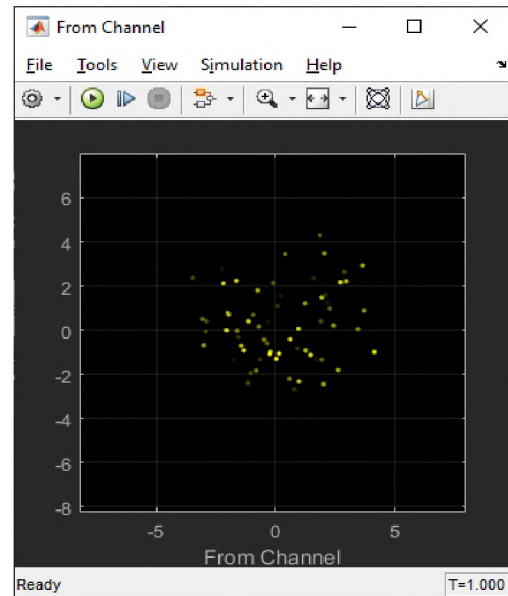 From Channel
File Tools View Simulation Help
6
4
2
0
-2
-4
-6
-8
-5 0 5
From Channel
Ready T=1.000